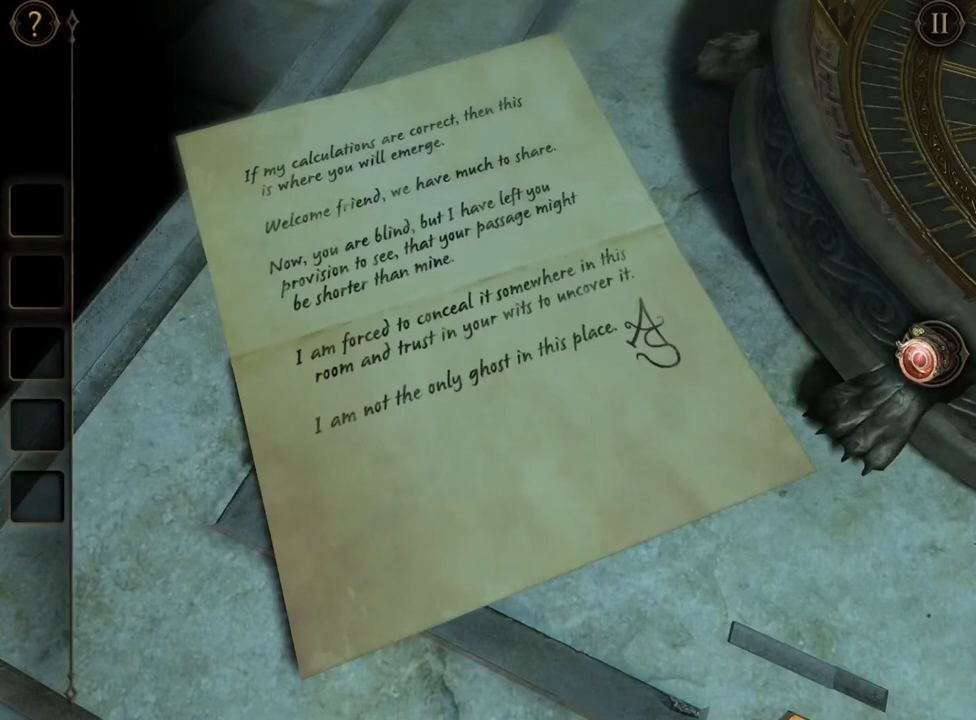 If my calculations are correct, then this
is where you will emerge.
Welcome friend, we have much to share.
Now, you are blind, but I have left you
provision to see, that your passage might
be shorter than mine.
I am forced to conceal it somewhere in this
room and trust in your wits to uncover it.
I am not the only ghost in this place.
AS
?
II